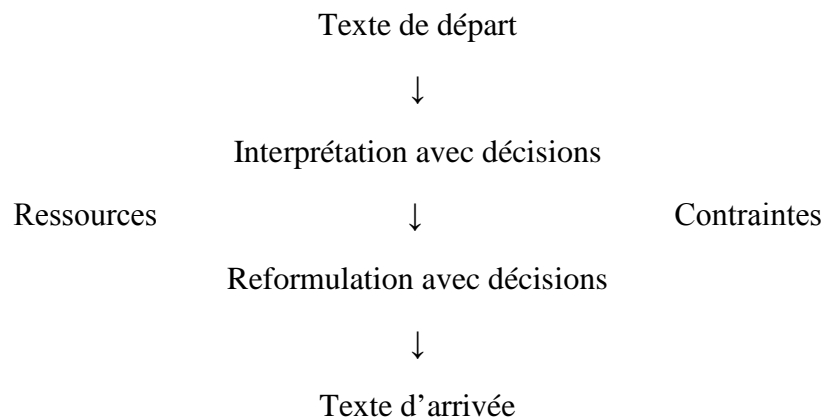 Texte de départ
↓
Interprétation avec décisions
Ressources ↓ Contraintes
Reformulation avec décisions
↓
Texte d’arrivée